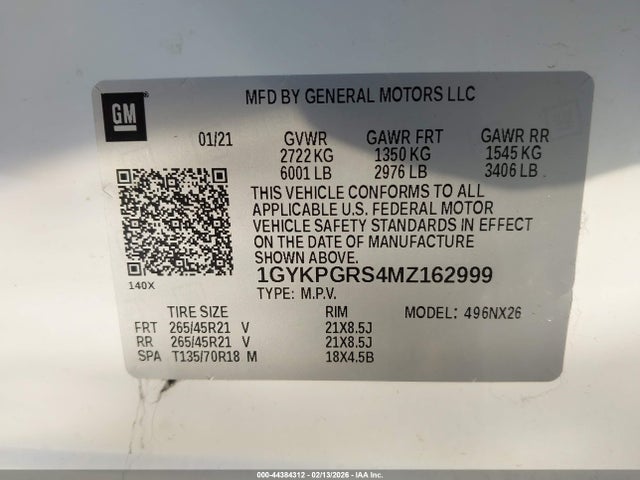 GM
MFD BY GENERAL MOTORS LLC
01/21 GVWR GAWR FRT GAWR RR
2722 KG 1350 KG 1545 KG
6001 LB 2976 LB 3406 LB
THIS VEHICLE CONFORMS TO ALL
APPLICABLE U.S. FEDERAL MOTOR
VEHICLE SAFETY STANDARDS IN EFFECT
ON THE DATE OF MANUFACTURE
SHOWN ABOVE.
140X
1GYKPGRS4MZ162999
TYPE: M.P.V.
TIRE SIZE RIM MODEL: 496NX26
FRT 265/45R21 V 21X8.5J
RR 265/45R21 V 21X8.5J
SPA T135/70R18 M 18X4.5B
000-44384312 - 02/13/2026 - IAA Inc.